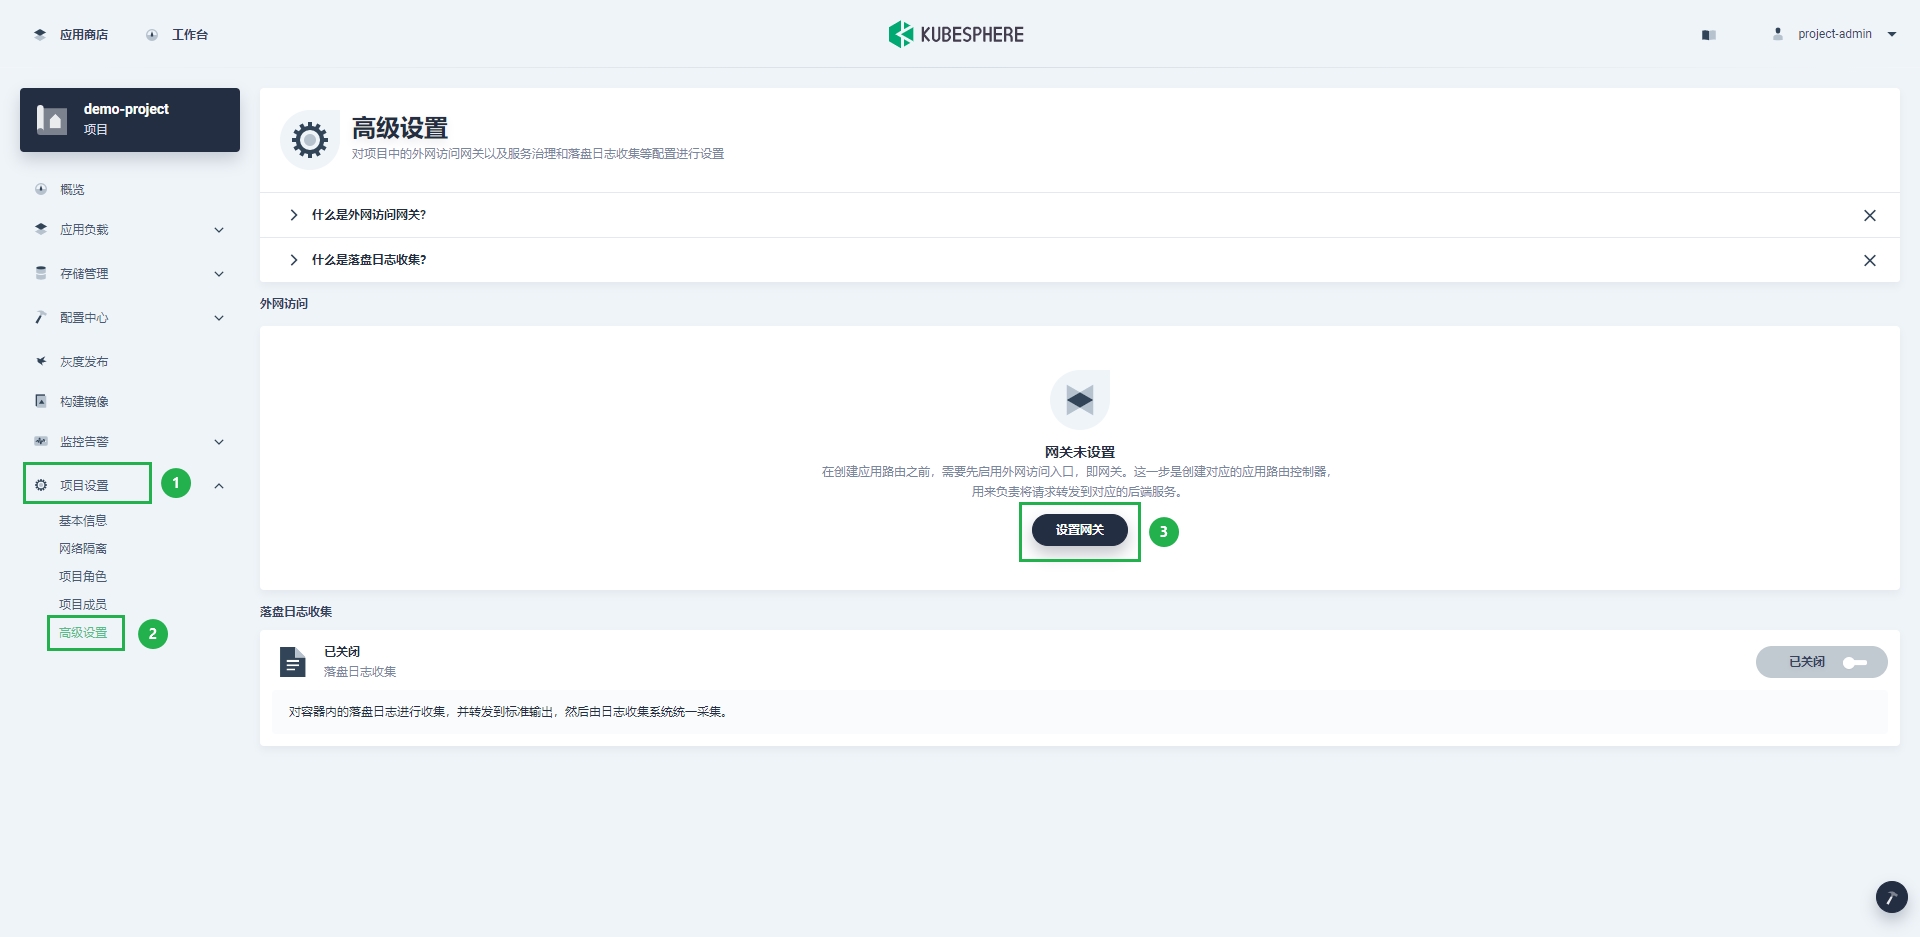 应用商店
工作台
KUBESPHERE
project-admin
demo-project
项目
概览
应用负载
存储管理
配置中心
灰度发布
构建镜像
监控告警
项目设置
1
基本信息
网络隔离
项目角色
项目成员
高级设置
2
高级设置
对项目中的外网访问网关以及服务治理和落盘日志收集等配置进行设置
什么是外网访问网关?
什么是落盘日志收集?
外网访问
网关未设置
在创建应用路由之前，需要先启用外网访问入口，即网关。这一步是创建对应的应用路由控制器，
用来负责将请求转发到对应的后端服务。
设置网关
3
落盘日志收集
已关闭
落盘日志收集
已关闭
对容器内的落盘日志进行收集，并转发到标准输出，然后由日志收集系统统一采集。